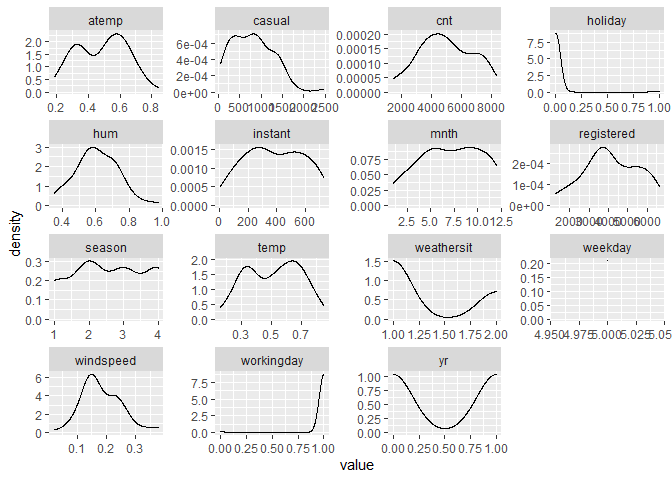 atemp casual cnt holiday
2.0 1.5 1.0 0.5 0.0
6e−04 4e−04 2e−04 0e+00
0.00020 0.00015 0.00010 0.00005 0.00000
7.5 5.0 2.5 0.0
0.2 0.4 0.6 0.8
0 500 1000 1500 2000 2500
2000 4000 6000 8000
0.00 0.25 0.50 0.75 1.00
hum instant mnth registered
3 2 1 0
0.0015 0.0010 0.0005 0.0000
0.075 0.050 0.025 0.000
2e−04 1e−04 0e+00
0.4 0.6 0.8 1.0
0 200 400 600
2.5 5.0 7.5 10.0 12.5
2000 3000 4000 5000 6000
density
season temp weathersit weekday
0.3 0.2 0.1 0.0
2.0 1.5 1.0 0.5 0.0
1.5 1.0 0.5 0.0
0.20 0.15 0.10 0.05 0.00
1 2 3 4
0.3 0.5 0.7
1.00 1.25 1.50 1.75 2.00
4.950 4.975 5.000 5.025
windspeed workingday yr
6 4 2 0
7.5 5.0 2.5 0.0
1.00 0.75 0.50 0.25 0.00
0.1 0.2 0.3
0.00 0.25 0.50 0.75 1.00
0.00 0.25 0.50 0.75 1.00
value